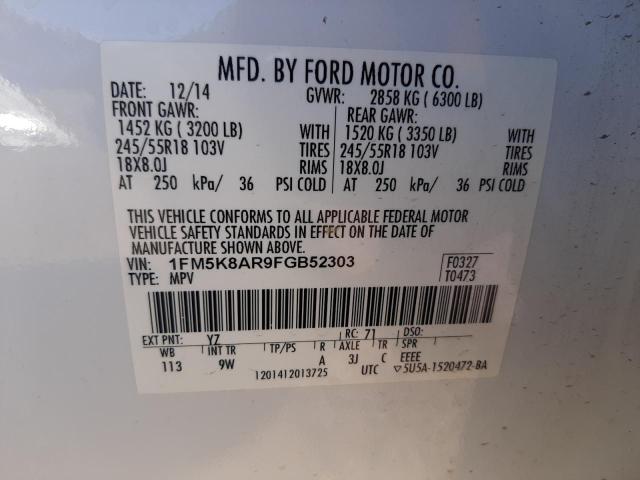 MFD. BY FORD MOTOR CO.
DATE: 12/14 GVWR: 2858 KG ( 6300 LB)
FRONT GAWR: REAR GAWR:
1452 KG ( 3200 LB) WITH 1520 KG ( 3350 LB) WITH
245/55R18 103V TIRES 245/55R18 103V TIRES
18X8.0J RIMS 18X8.0J RIMS
AT 250 kPa/ 36 PSI COLD AT 250 kPa/ 36 PSI COLD
THIS VEHICLE CONFORMS TO ALL APPLICABLE FEDERAL MOTOR
VEHICLE SAFETY STANDARDS IN EFFECT ON THE DATE OF
MANUFACTURE SHOWN ABOVE.
VIN: 1FM5K8AR9FGB52303 F0327
TYPE: MPV T0473
EXT PNT: YZ RC: 71 DSO:
WB INT TR TP/PS R AXLE TR SPR
113 9W A 3J C EEEE
1201412013725 UTC ▽5U5A-1520472-BA